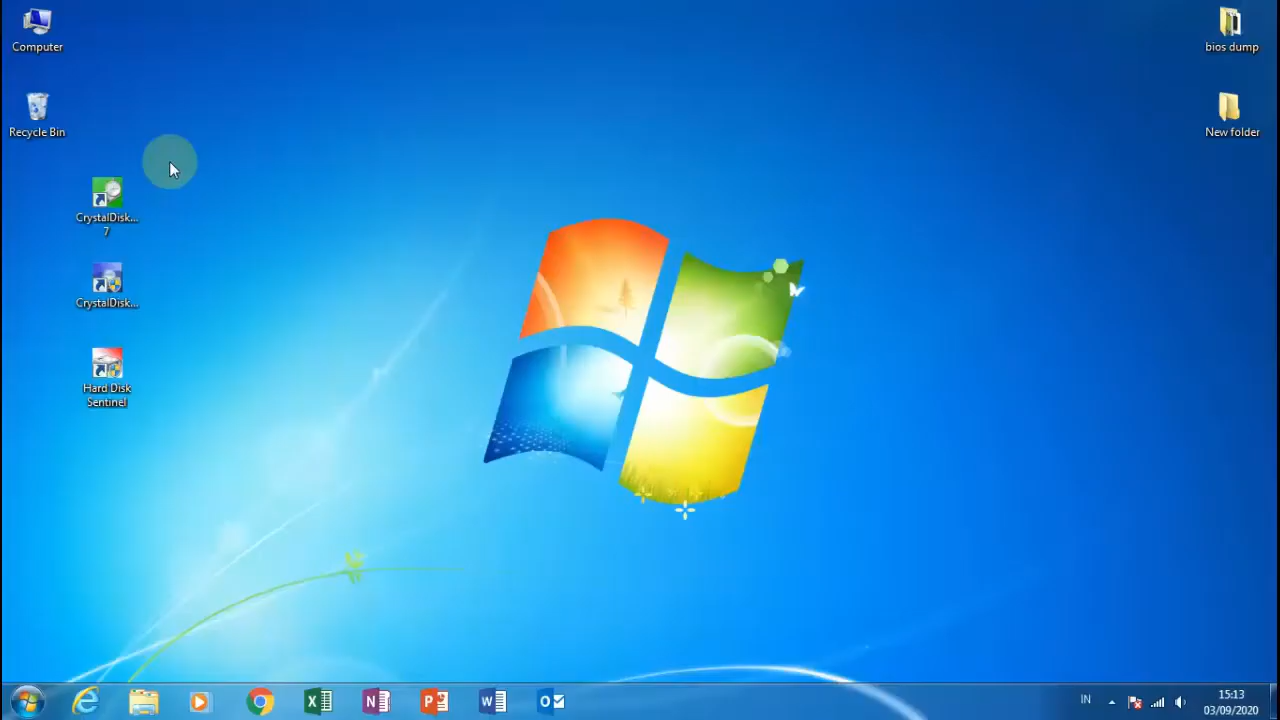 Computer
Recycle Bin
CrystalDisk...
7
CrystalDisk...
Hard Disk
Sentinel
bios dump
New folder
IN
15:13
03/09/2020